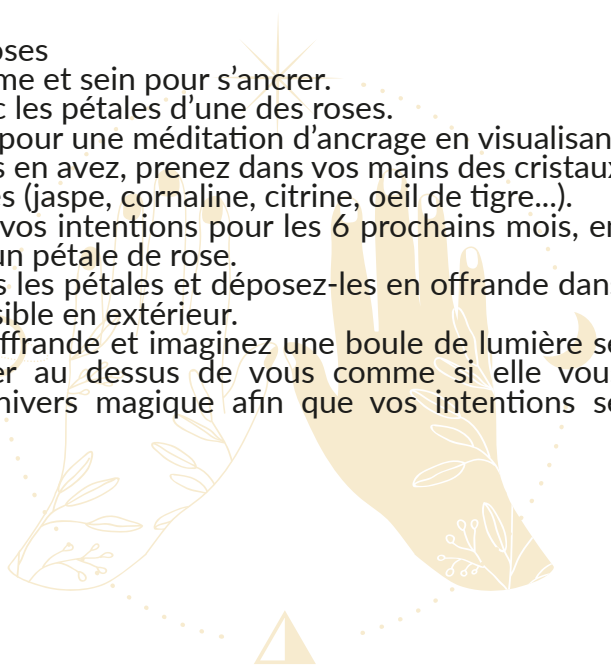 oses
me et sein pour s’ancrer.
c les pétales d’une des roses.
pour une méditation d’ancrage en visualisan
s en avez, prenez dans vos mains des cristaux
es (jaspe, cornaline, citrine, oeil de tigre...).
vos intentions pour les 6 prochains mois, en
un pétale de rose.
s les pétales et déposez-les en offrande dan
sible en extérieur.
ffrande et imaginez une boule de lumière se
er au dessus de vous comme si elle vou
nivers magique afin que vos intentions so